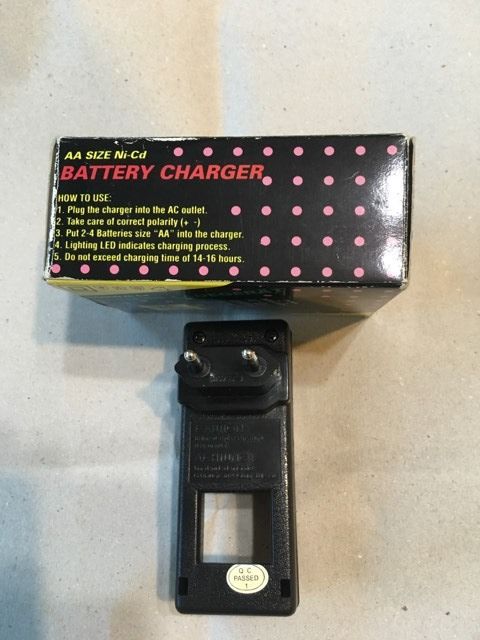 AA SIZE Ni-Cd
BATTERY CHARGER
HOW TO USE:
1. Plug the charger into the AC outlet.
2. Take care of correct polarity (+ -)
3. Put 2-4 Batteries size "AA" into the charger.
4. Lighting LED indicates charging process.
5. Do not exceed charging time of 14-16 hours.
CAUTION
Q.C.
PASSED
1